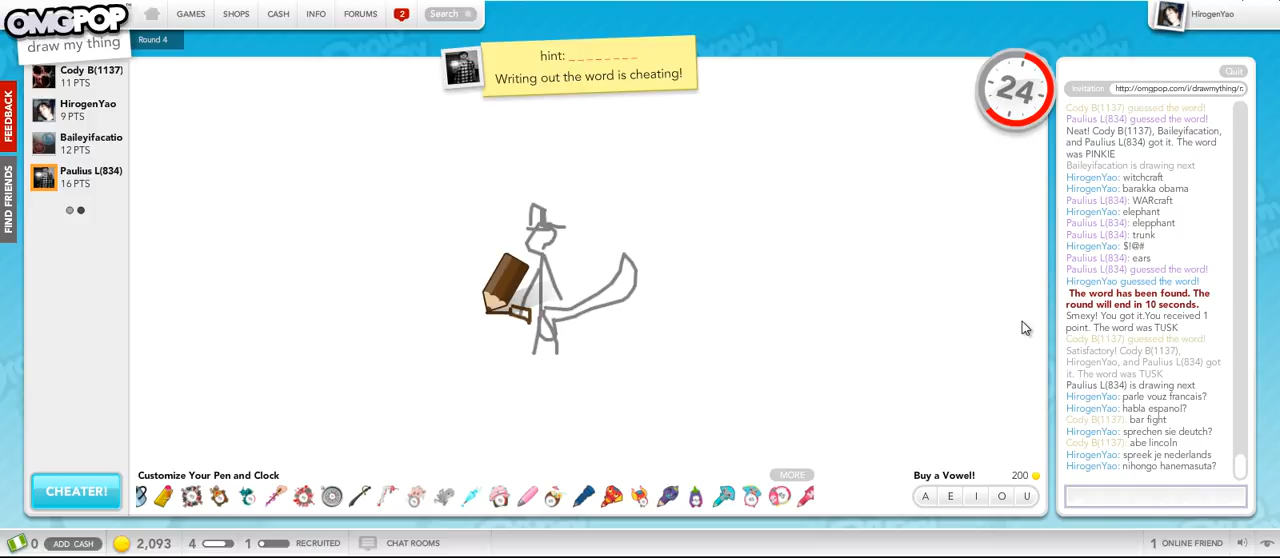 OMGPOP™
draw my thing
GAMES SHOPS CASH INFO FORUMS 2 Search
HirogenYao
Round 4
FEEDBACK
FIND FRIENDS
Cody B(1137)
11 PTS
HirogenYao
9 PTS
Baileyifacatio
12 PTS
Paulius L(834)
16 PTS
hint: _ _ _ _ _ _ _ _
Writing out the word is cheating!
24
Quit
Invitation http://omgpop.com/i/drawmything/r
Cody B(1137) guessed the word!
Paulius L(834) guessed the word!
Neat! Cody B(1137), Baileyifacation,
and Paulius L(834) got it. The word
was PINKIE
Baileyifacation is drawing next
HirogenYao: witchcraft
HirogenYao: barakka obama
Paulius L(834): WARcraft
HirogenYao: elephant
Paulius L(834): elepphant
Paulius L(834): trunk
HirogenYao: $!@#
Paulius L(834): ears
Paulius L(834) guessed the word!
HirogenYao guessed the word!
The word has been found. The
round will end in 10 seconds.
Smexy! You got it.You received 1
point. The word was TUSK
Cody B(1137) guessed the word!
Satisfactory! Cody B(1137),
HirogenYao, and Paulius L(834) got
it. The word was TUSK
Paulius L(834) is drawing next
HirogenYao: parle vouz francais?
HirogenYao: habla espanol?
Cody B(1137): bar fight
HirogenYao: sprechen sie deutch?
Cody B(1137): abe lincoln
HirogenYao: spreek je nederlands
HirogenYao: nihongo hanemasuta?
CHEATER!
Customize Your Pen and Clock MORE
Buy a Vowel! 200
A E I O U
0 ADD CASH 2,093 4 1 RECRUITED CHAT ROOMS 1 ONLINE FRIEND